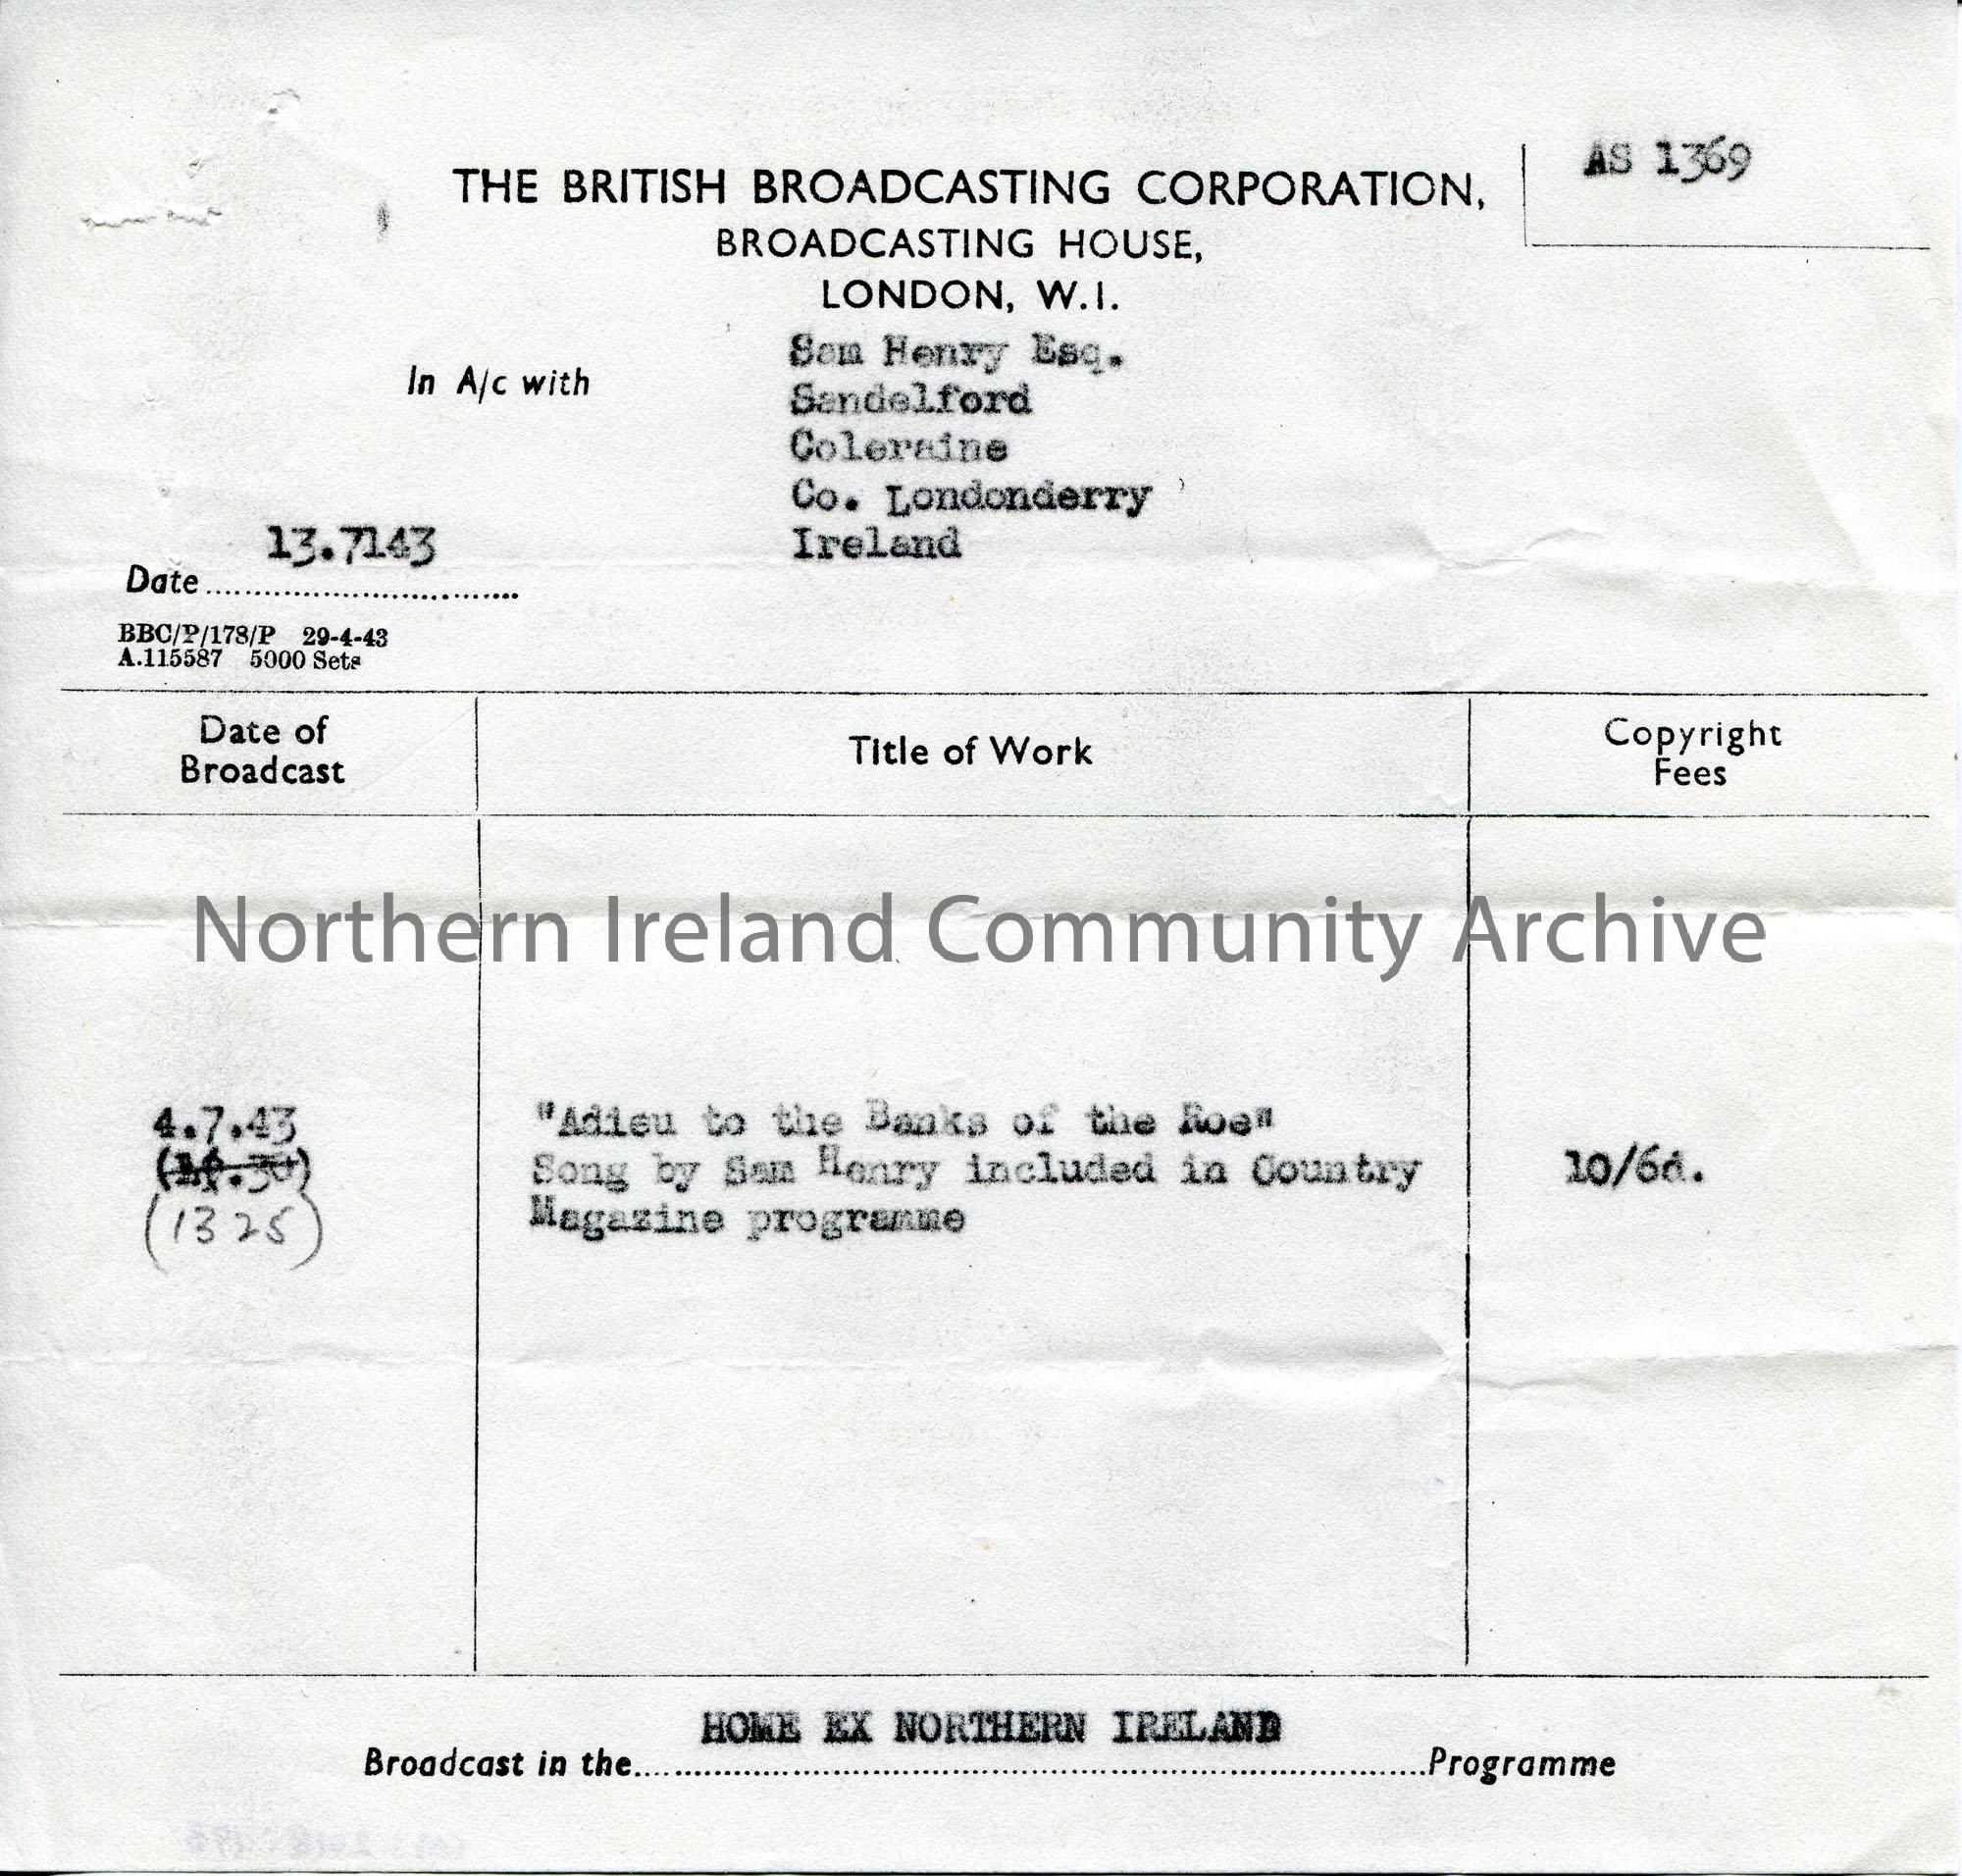 AS 1369
THE BRITISH BROADCASTING CORPORATION,
BROADCASTING HOUSE,
LONDON, W.1.
In A/c with
Sam Henry Esq.
Sandelford
Coleraine
Co. Londonderry
Ireland
13.7143
Date
BBC/P/178/P 29-4-43
A.115587 5000 Sets
Date of
Broadcast
Title of Work
Copyright
Fees
Northern Ireland Community Archive
4.7.43
(1325)
"Adieu to the Banks of the Roe"
Song by Sam Henry included in Country
Magazine programme
10/6d.
HOME EX NORTHERN IRELAND
Broadcast in the Programme